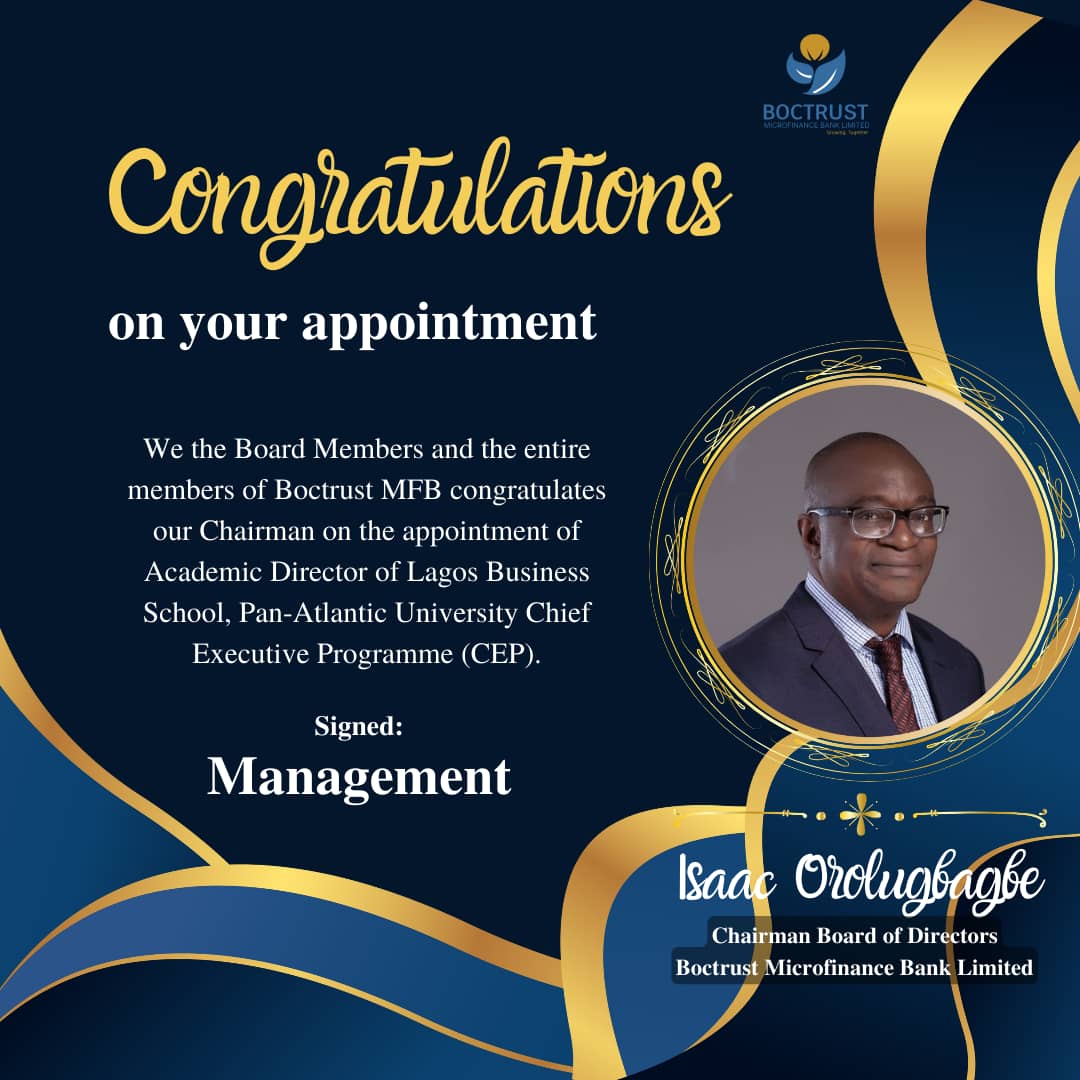 BOCTRUST
MICROFINANCE BANK LIMITED
Growing Together
Congratulations
on your appointment
We the Board Members and the entire
members of Boctrust MFB congratulates
our Chairman on the appointment of
Academic Director of Lagos Business
School, Pan-Atlantic University Chief
Executive Programme (CEP).
Signed:
Management
Isaac Orolugbagbe
Chairman Board of Directors
Boctrust Microfinance Bank Limited